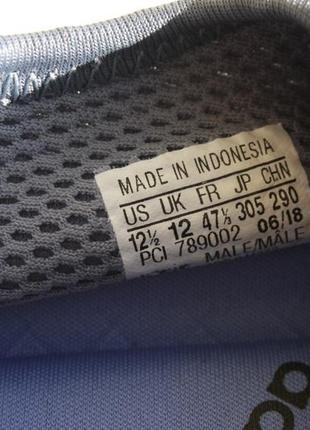 MADE IN INDONESIA
US UK FR JP CHN
12½ 12 47⅓ 305 290
PCI 789002 06/18
MALE/MÂLE